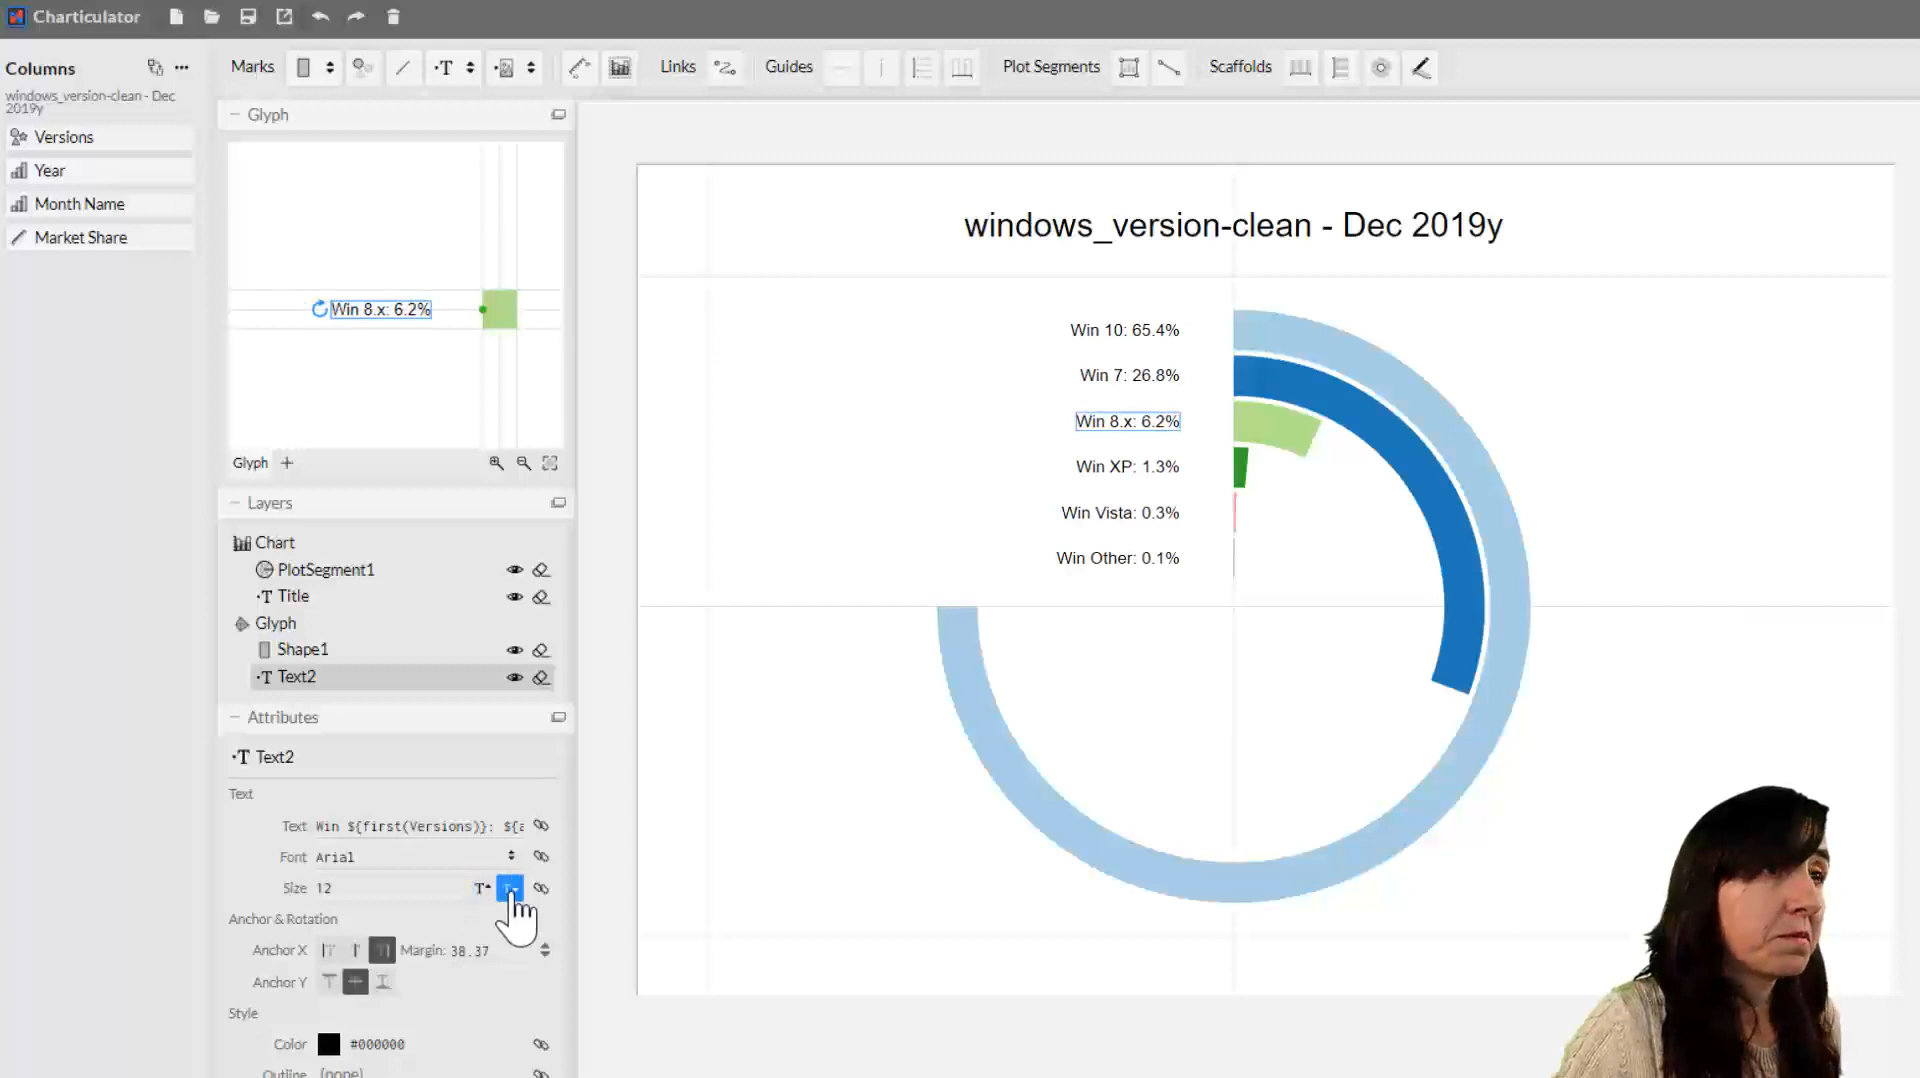 Charticulator
Columns
windows_version-clean - Dec 2019y
Versions
Year
Month Name
Market Share
Marks
Links
Guides
Plot Segments
Scaffolds
Glyph
Win 8.x: 6.2%
Glyph
Layers
Chart
PlotSegment1
Title
Glyph
Shape1
Text2
Attributes
Text2
Text
Text Win ${first(Versions)}: ${a
Font Arial
Size 12
Anchor & Rotation
Anchor X Margin: 38.37
Anchor Y
Style
Color #000000
Outline (none)
windows_version-clean - Dec 2019y
Win 10: 65.4%
Win 7: 26.8%
Win 8.x: 6.2%
Win XP: 1.3%
Win Vista: 0.3%
Win Other: 0.1%